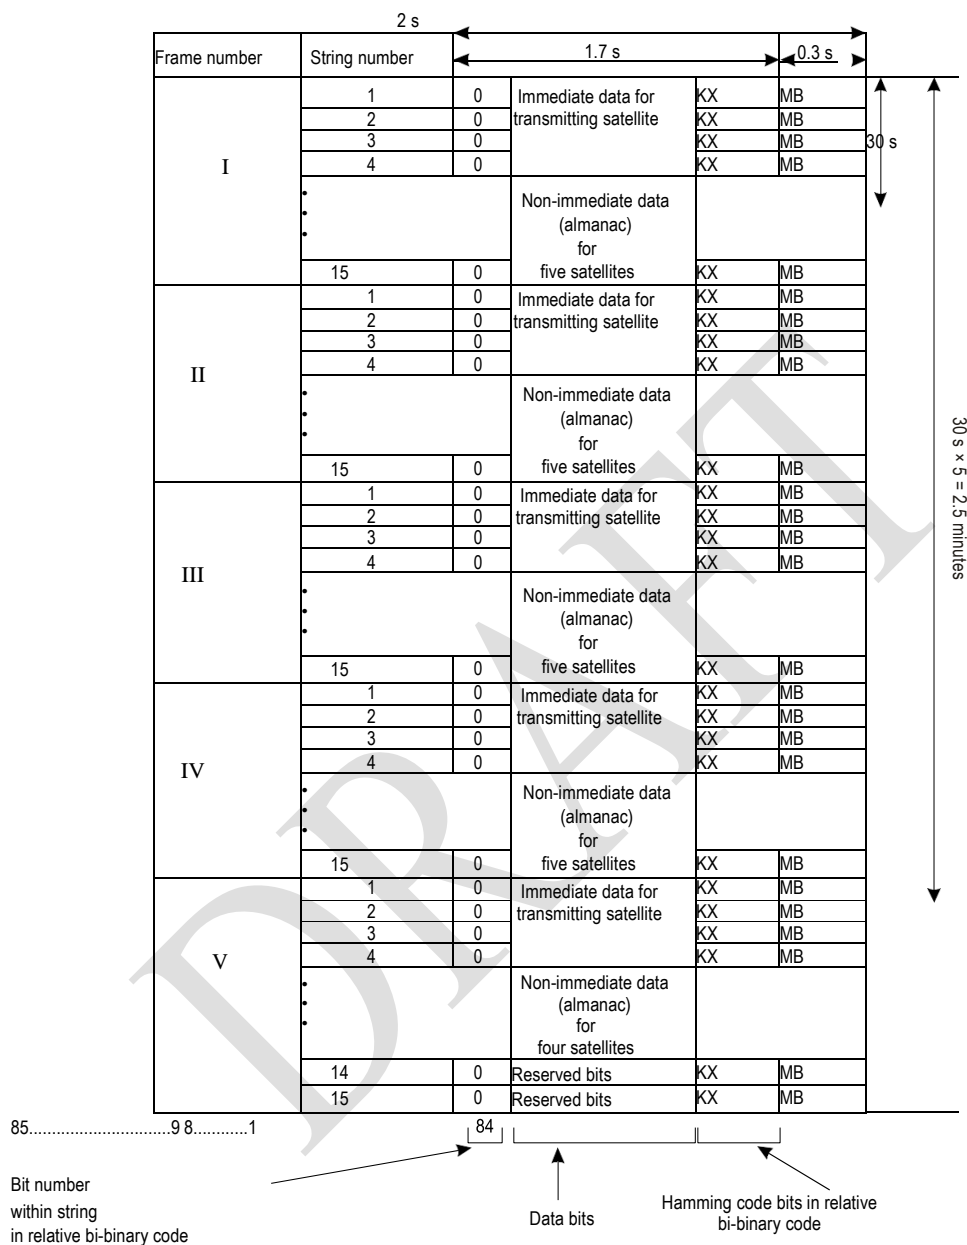 2 s
Frame number String number 1.7 s 0.3 s
I
1 0 Immediate data for KX MB
2 0 transmitting satellite KX MB
3 0 KX MB
4 0 KX MB
30 s
•
•
•
Non-immediate data
(almanac)
for
15 0 five satellites KX MB
II
1 0 Immediate data for KX MB
2 0 transmitting satellite KX MB
3 0 KX MB
4 0 KX MB
•
•
•
Non-immediate data
(almanac)
for
15 0 five satellites KX MB
III
1 0 Immediate data for KX MB
2 0 transmitting satellite KX MB
3 0 KX MB
4 0 KX MB
•
•
•
Non-immediate data
(almanac)
for
15 0 five satellites KX MB
IV
1 0 Immediate data for KX MB
2 0 transmitting satellite KX MB
3 0 KX MB
4 0 KX MB
•
•
•
Non-immediate data
(almanac)
for
15 0 five satellites KX MB
V
1 0 Immediate data for KX MB
2 0 transmitting satellite KX MB
3 0 KX MB
4 0 KX MB
•
•
•
Non-immediate data
(almanac)
for
four satellites
14 0 Reserved bits KX MB
15 0 Reserved bits KX MB
30 s × 5 = 2.5 minutes
85..............................9 8............1 84
Bit number
within string
in relative bi-binary code
Data bits
Hamming code bits in relative
bi-binary code
DRAFT